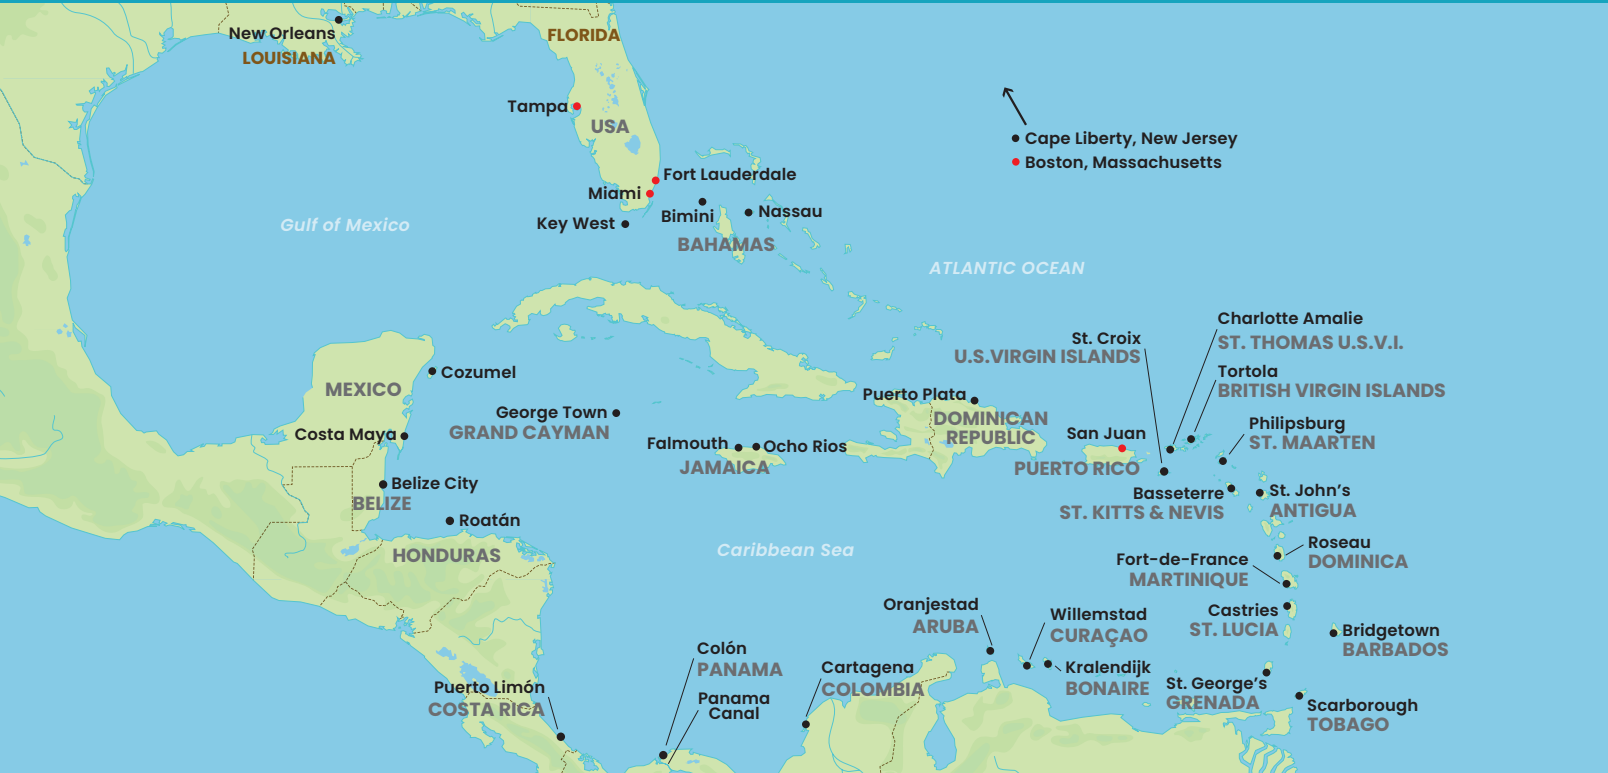 New Orleans
LOUISIANA
FLORIDA
Tampa
USA
Cape Liberty, New Jersey
Boston, Massachusetts
Fort Lauderdale
Miami
Key West
Bimini
Nassau
BAHAMAS
Gulf of Mexico
ATLANTIC OCEAN
Charlotte Amalie
ST. THOMAS U.S.V.I.
St. Croix
U.S.VIRGIN ISLANDS
Tortola
BRITISH VIRGIN ISLANDS
Cozumel
MEXICO
Puerto Plata
DOMINICAN
REPUBLIC
George Town
GRAND CAYMAN
Costa Maya
Falmouth
Ocho Rios
JAMAICA
San Juan
PUERTO RICO
Philipsburg
ST. MAARTEN
Belize City
BELIZE
Basseterre
ST. KITTS & NEVIS
St. John's
ANTIGUA
Roatán
HONDURAS
Caribbean Sea
Roseau
DOMINICA
Fort-de-France
MARTINIQUE
Oranjestad
ARUBA
Willemstad
CURAÇAO
Castries
ST. LUCIA
Bridgetown
BARBADOS
Colón
PANAMA
Cartagena
COLOMBIA
Kralendijk
BONAIRE
St. George's
GRENADA
Puerto Limón
COSTA RICA
Panama
Canal
Scarborough
TOBAGO